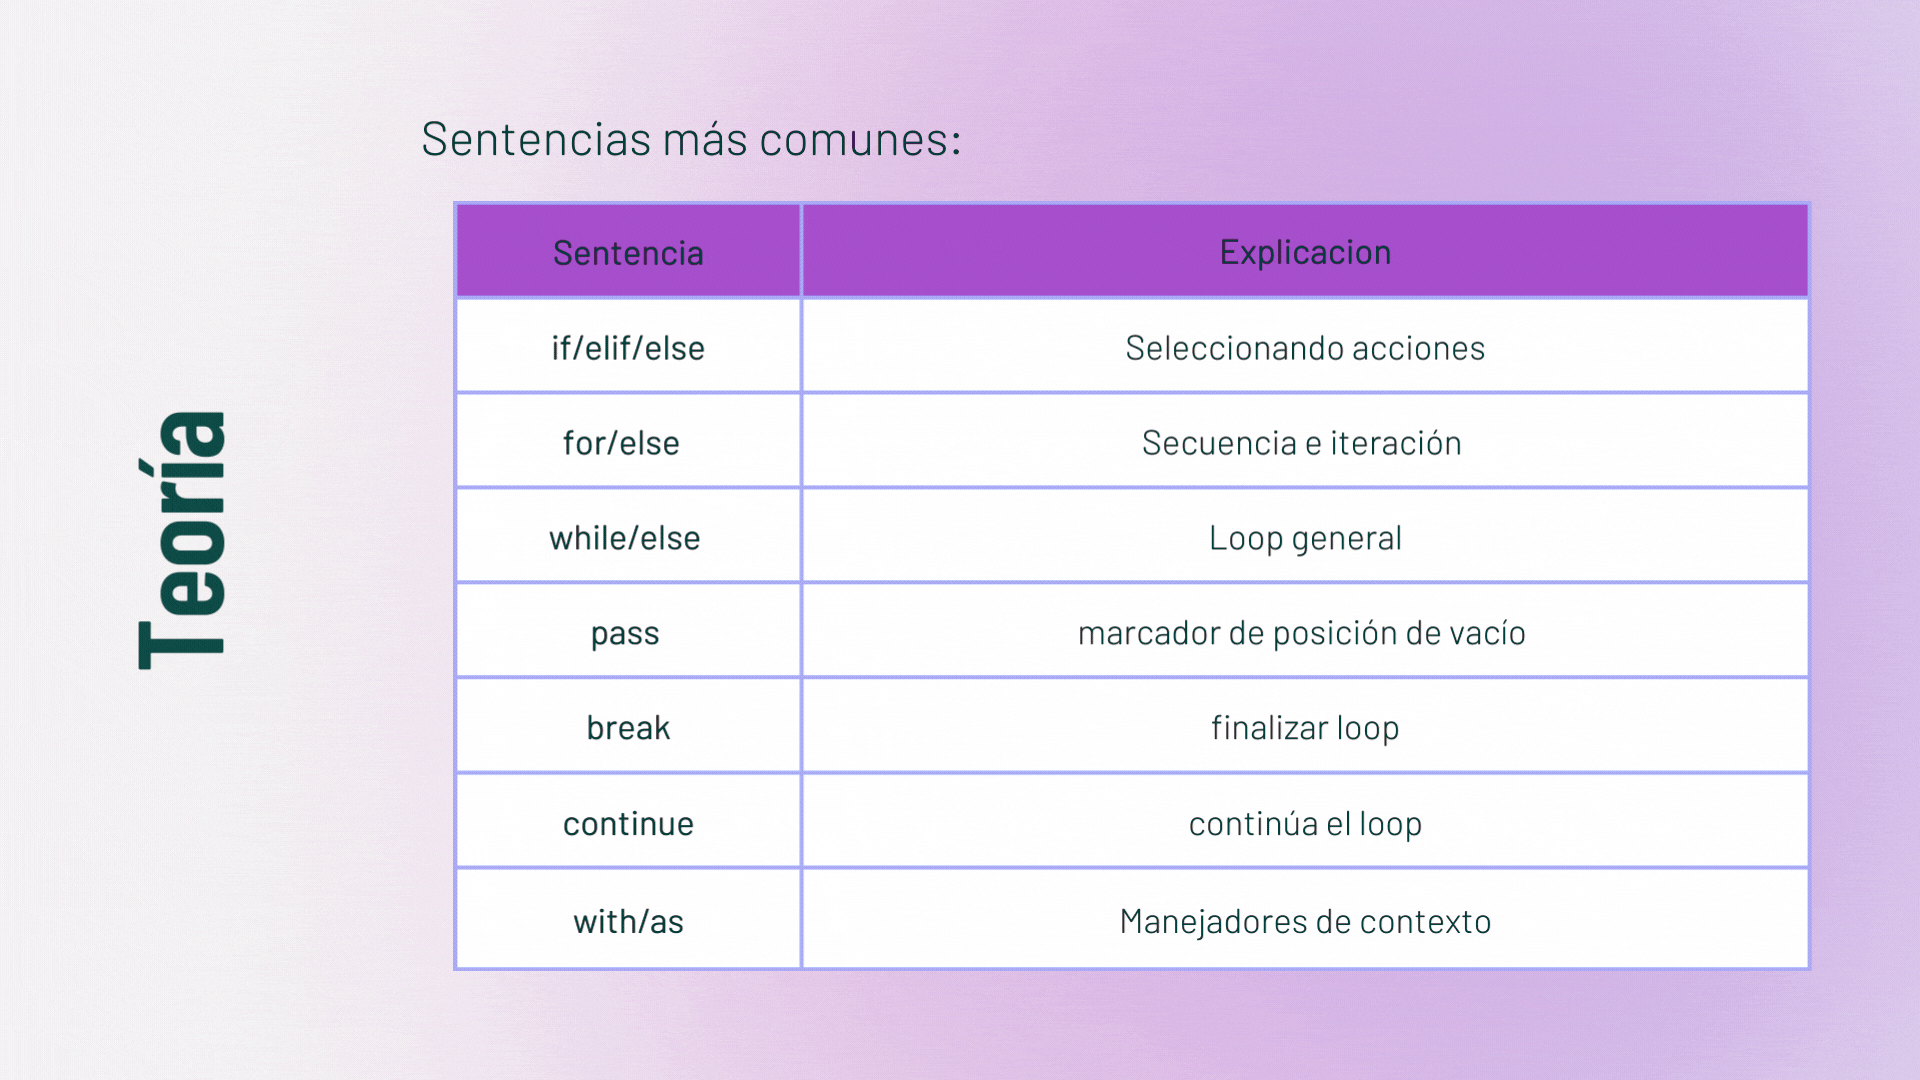 Teoría
Sentencias más comunes:
Sentencia
Explicacion
if/elif/else
Seleccionando acciones
for/else
Secuencia e iteración
while/else
Loop general
pass
marcador de posición de vacío
break
finalizar loop
continue
continúa el loop
with/as
Manejadores de contexto